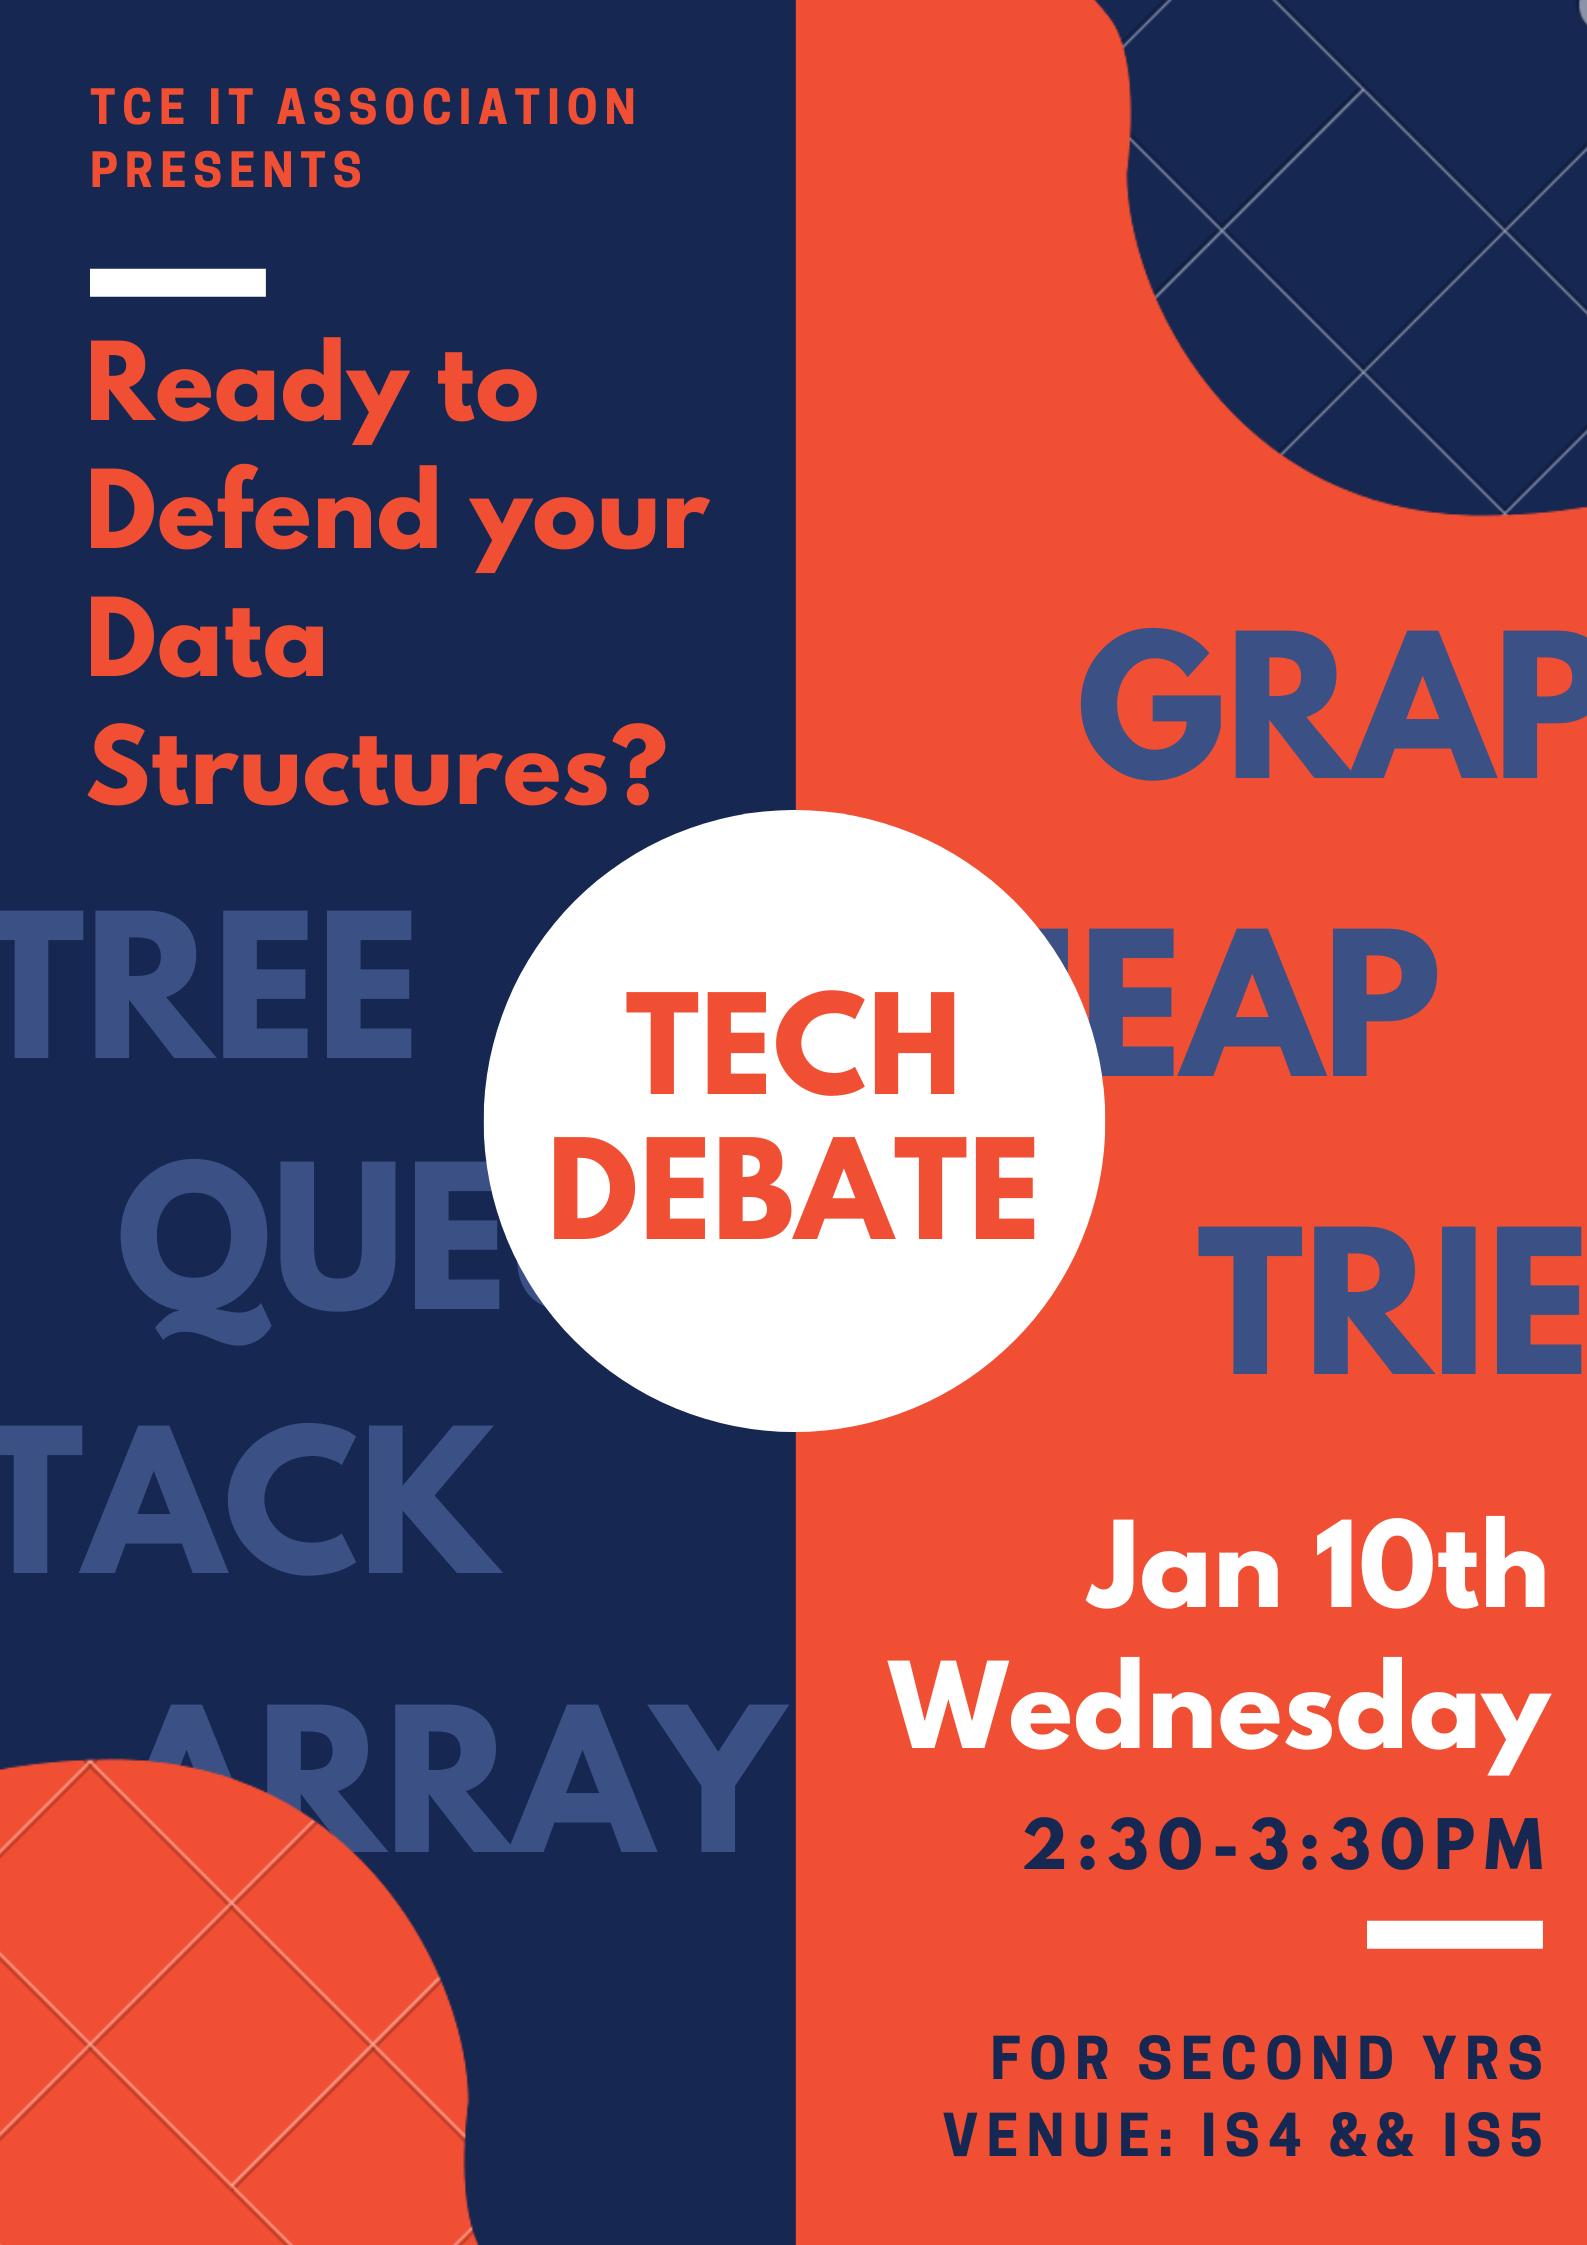 TCE IT ASSOCIATION
PRESENTS
Ready to
Defend your
Data
Structures?
GRAP
TREE
EAP
TECH
DEBATE
QUE
TRIE
TACK
ARRAY
Jan 10th
Wednesday
2:30-3:30PM
FOR SECOND YRS
VENUE: IS4 && IS5